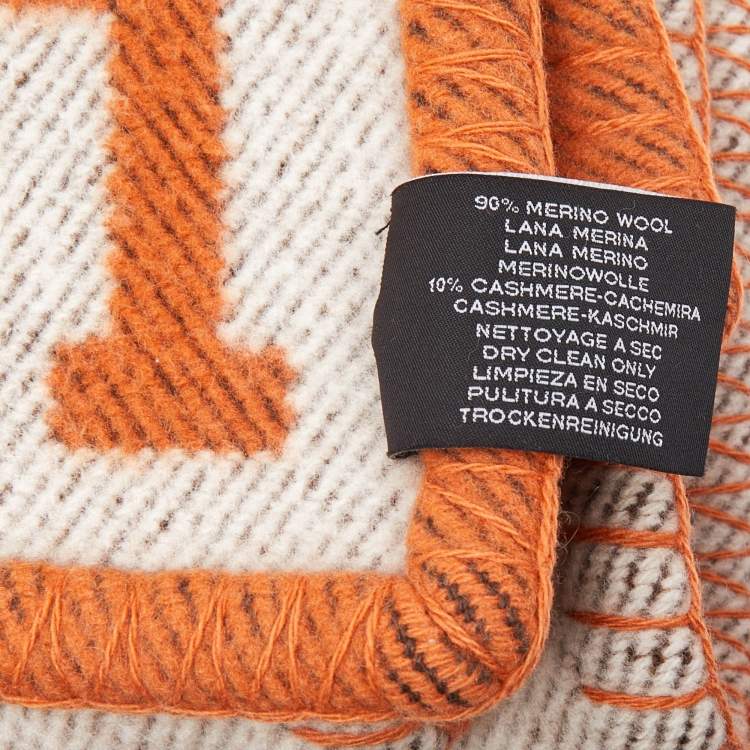 90% MERINO WOOL
LANA MERINA
LANA MERINO
MERINOWOLLE
10% CASHMERE-CACHEMIRA
CASHMERE-KASCHMIR
NETTOYAGE A SEC
DRY CLEAN ONLY
LIMPIEZA EN SECO
PULITURA A SECCO
TROCKENREINIGUNG